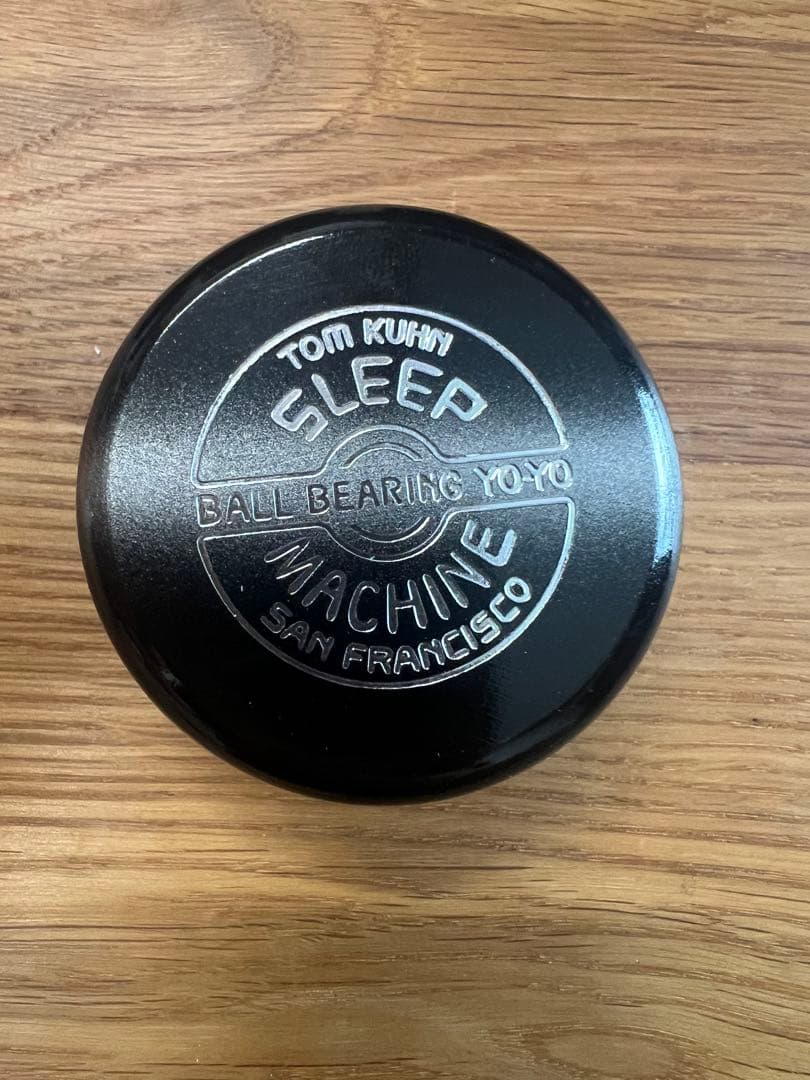 TOM KUHN
SLEEP
BALL BEARING YO-YO
MACHINE
SAN FRANCISCO